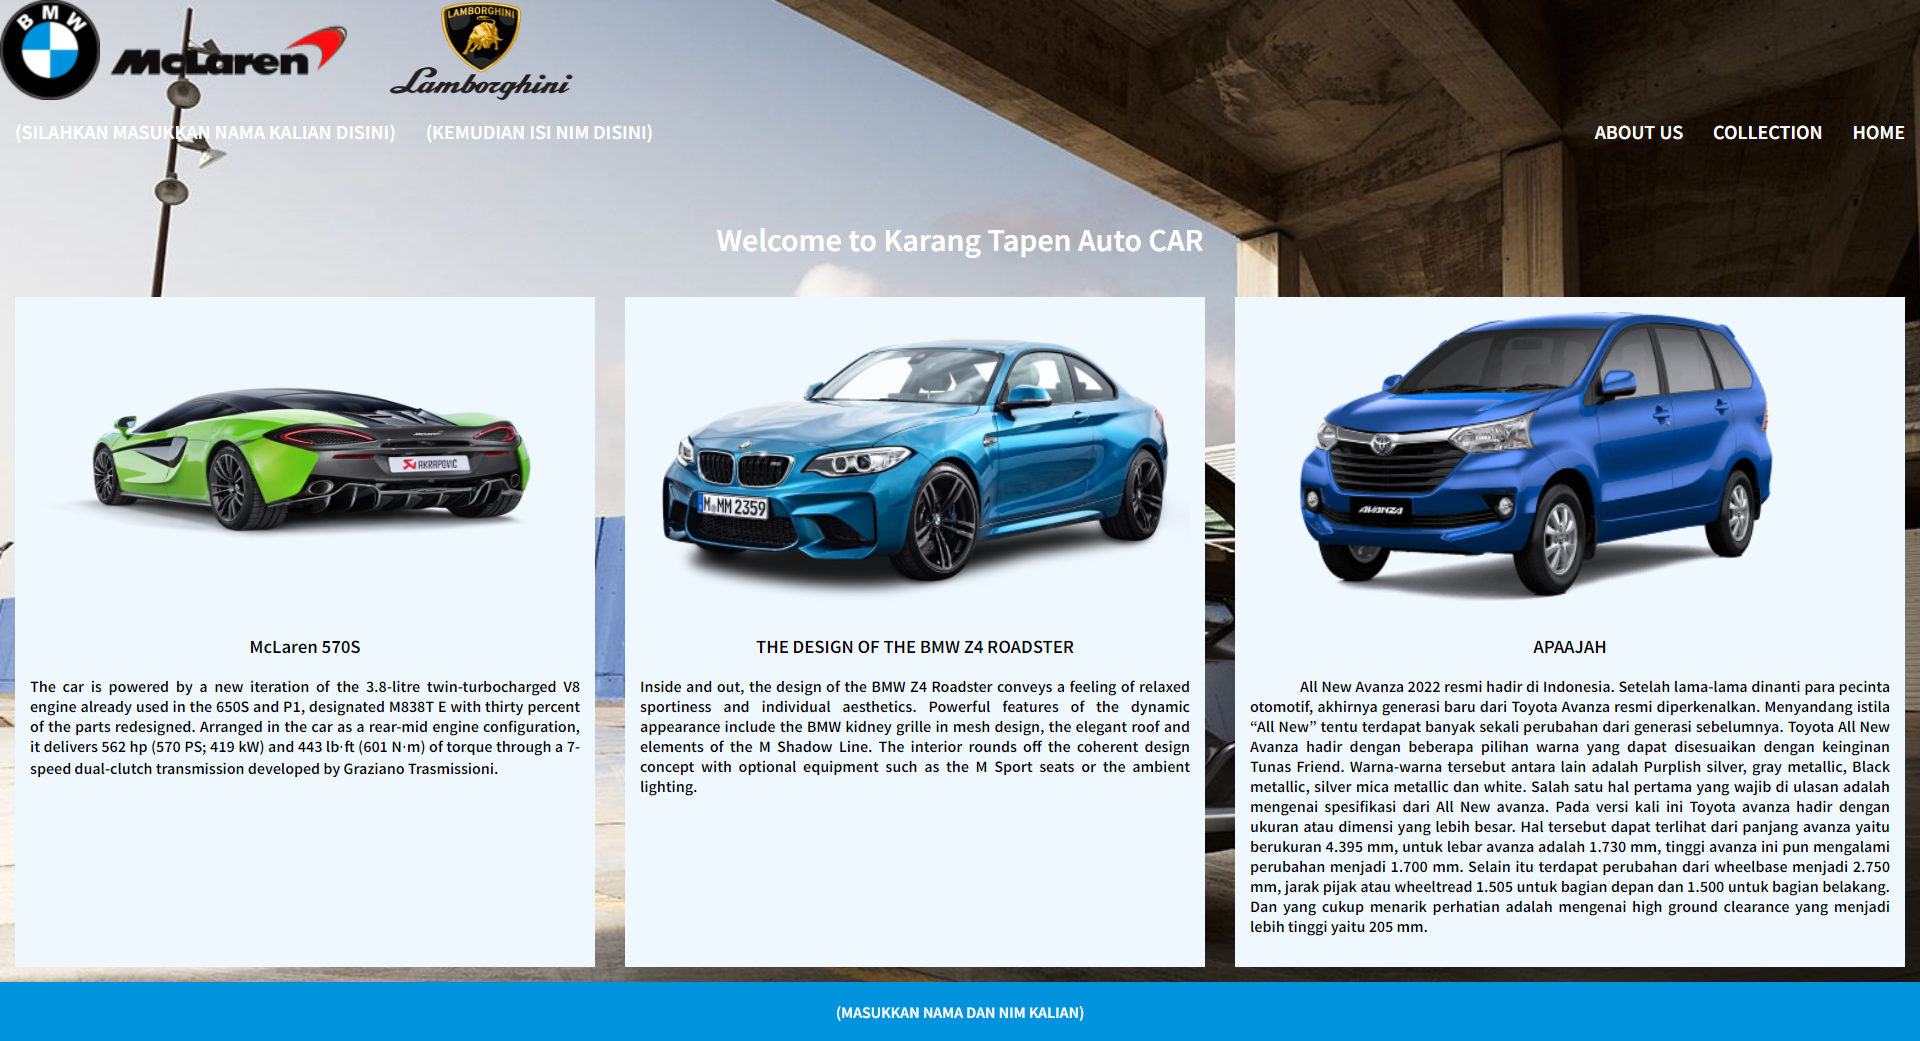 BMW
McLaren
LAMBORGHINI
Lamborghini
(SILAHKAN MASUKKAN NAMA KALIAN DISINI) (KEMUDIAN ISI NIM DISINI) ABOUT US COLLECTION HOME
Welcome to Karang Tapen Auto CAR
McLaren
AKRAPOVIČ
M MM 2359
AVANZA
McLaren 570S
The car is powered by a new iteration of the 3.8-litre twin-turbocharged V8
engine already used in the 650S and P1, designated M838T E with thirty percent
of the parts redesigned. Arranged in the car as a rear-mid engine configuration,
it delivers 562 hp (570 PS; 419 kW) and 443 lb·ft (601 N·m) of torque through a 7-
speed dual-clutch transmission developed by Graziano Trasmissioni.
THE DESIGN OF THE BMW Z4 ROADSTER
Inside and out, the design of the BMW Z4 Roadster conveys a feeling of relaxed
sportiness and individual aesthetics. Powerful features of the dynamic
appearance include the BMW kidney grille in mesh design, the elegant roof and
elements of the M Shadow Line. The interior rounds off the coherent design
concept with optional equipment such as the M Sport seats or the ambient
lighting.
APAAJAH
All New Avanza 2022 resmi hadir di Indonesia. Setelah lama-lama dinanti para pecinta
otomotif, akhirnya generasi baru dari Toyota Avanza resmi diperkenalkan. Menyandang istila
“All New” tentu terdapat banyak sekali perubahan dari generasi sebelumnya. Toyota All New
Avanza hadir dengan beberapa pilihan warna yang dapat disesuaikan dengan keinginan
Tunas Friend. Warna-warna tersebut antara lain adalah Purplish silver, gray metallic, Black
metallic, silver mica metallic dan white. Salah satu hal pertama yang wajib di ulasan adalah
mengenai spesifikasi dari All New avanza. Pada versi kali ini Toyota avanza hadir dengan
ukuran atau dimensi yang lebih besar. Hal tersebut dapat terlihat dari panjang avanza yaitu
berukuran 4.395 mm, untuk lebar avanza adalah 1.730 mm, tinggi avanza ini pun mengalami
perubahan menjadi 1.700 mm. Selain itu terdapat perubahan dari wheelbase menjadi 2.750
mm, jarak pijak atau wheeltread 1.505 untuk bagian depan dan 1.500 untuk bagian belakang.
Dan yang cukup menarik perhatian adalah mengenai high ground clearance yang menjadi
lebih tinggi yaitu 205 mm.
(MASUKKAN NAMA DAN NIM KALIAN)